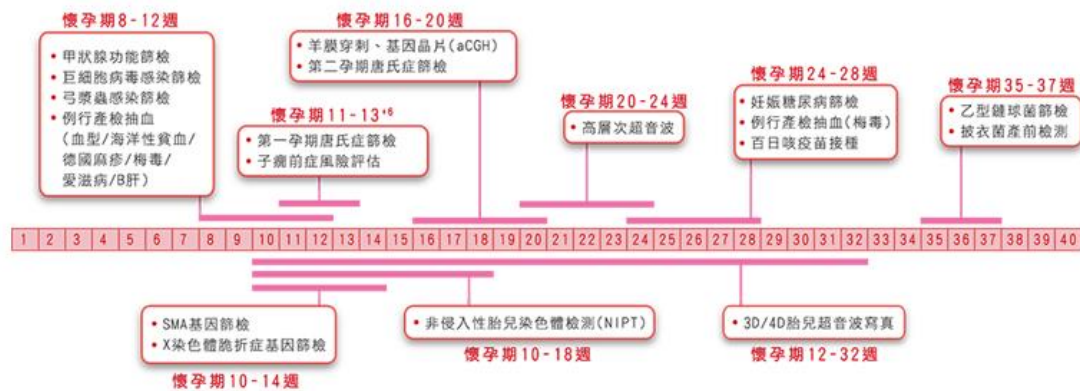 懷孕期8-12週
• 甲狀腺功能篩檢
• 巨細胞病毒感染篩檢
• 弓漿蟲感染篩檢
• 例行產檢抽血
(血型/海洋性貧血/
德國麻疹/梅毒/
愛滋病/B肝)
懷孕期11-13+6
• 第一孕期唐氏症篩檢
• 子癇前症風險評估
懷孕期16-20週
• 羊膜穿刺、基因晶片(aCGH)
• 第二孕期唐氏症篩檢
懷孕期20-24週
• 高層次超音波
懷孕期24-28週
• 妊娠糖尿病篩檢
• 例行產檢抽血(梅毒)
• 百日咳疫苗接種
懷孕期35-37週
• 乙型鏈球菌篩檢
• 披衣菌產前檢測
1 2 3 4 5 6 7 8 9 10 11 12 13 14 15 16 17 18 19 20 21 22 23 24 25 26 27 28 29 30 31 32 33 34 35 36 37 38 39 40
• SMA基因篩檢
• X染色體脆折症基因篩檢
懷孕期10-14週
• 非侵入性胎兒染色體檢測(NIPT)
懷孕期10-18週
• 3D/4D胎兒超音波寫真
懷孕期12-32週